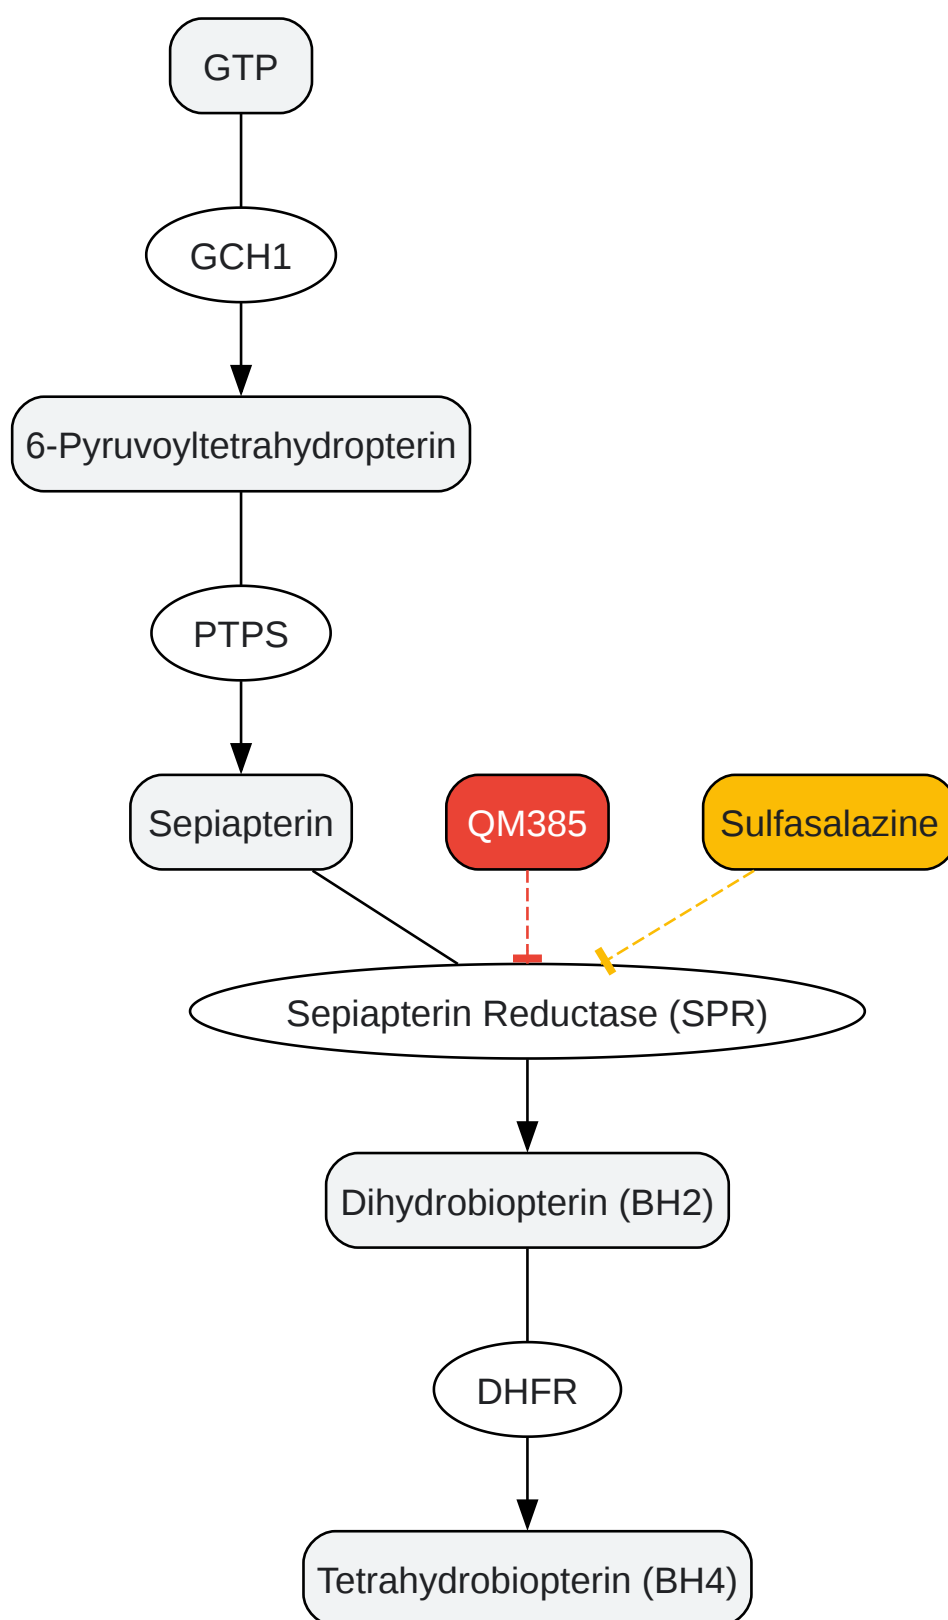 GTP
GCH1
6-Pyruvoyltetrahydropterin
PTPS
Sepiapterin
QM385
Sulfasalazine
Sepiapterin Reductase (SPR)
Dihydrobiopterin (BH2)
DHFR
Tetrahydrobiopterin (BH4)